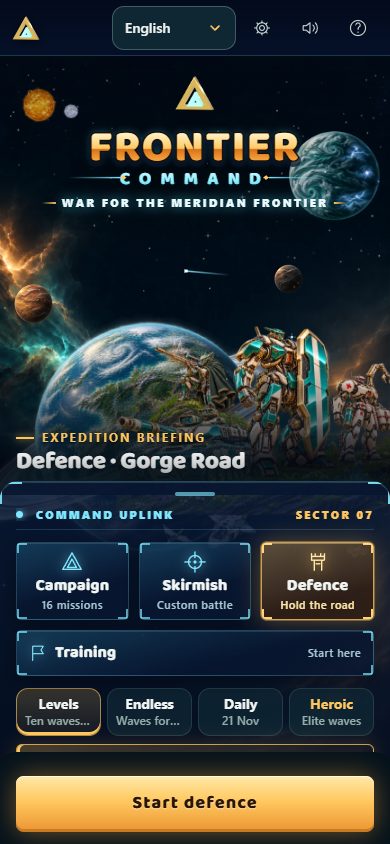 English
FRONTIER
COMMAND
WAR FOR THE MERIDIAN FRONTIER
EXPEDITION BRIEFING
Defence · Gorge Road
COMMAND UPLINK
SECTOR 07
Campaign
16 missions
Skirmish
Custom battle
Defence
Hold the road
Training
Start here
Levels
Ten waves...
Endless
Waves for...
Daily
21 Nov
Heroic
Elite waves
Start defence